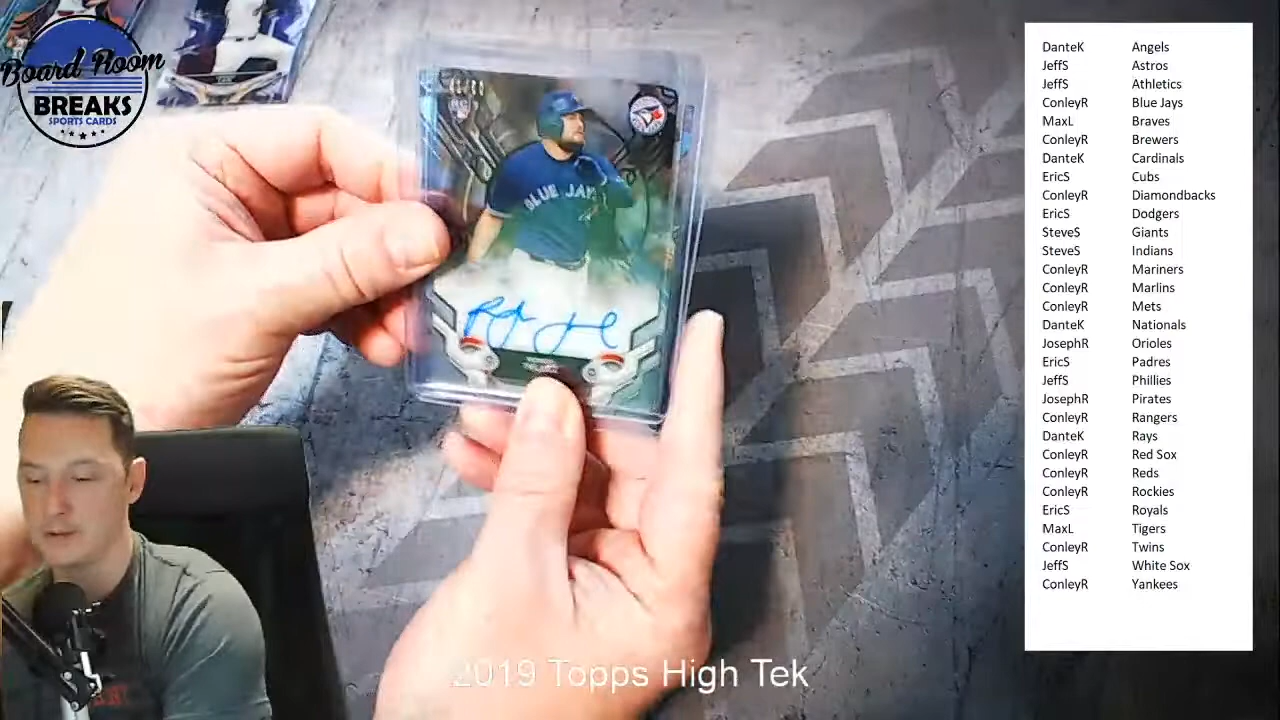 Board Room
BREAKS
SPORTS CARDS
BLUE JAY
2019 Topps High Tek
DanteK Angels
JeffS Astros
JeffS Athletics
ConleyR Blue Jays
MaxL Braves
ConleyR Brewers
DanteK Cardinals
EricS Cubs
ConleyR Diamondbacks
EricS Dodgers
SteveS Giants
SteveS Indians
ConleyR Mariners
ConleyR Marlins
ConleyR Mets
DanteK Nationals
JosephR Orioles
EricS Padres
JeffS Phillies
JosephR Pirates
ConleyR Rangers
DanteK Rays
ConleyR Red Sox
ConleyR Reds
ConleyR Rockies
EricS Royals
MaxL Tigers
ConleyR Twins
JeffS White Sox
ConleyR Yankees